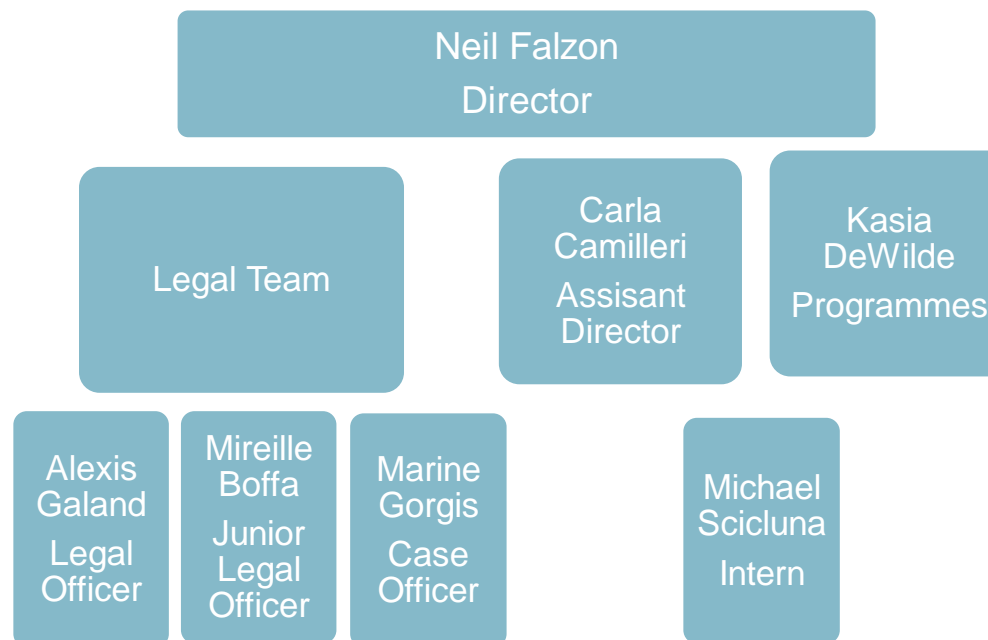 Neil Falzon
Director
Legal Team
Carla
Camilleri
Assisant
Director
Kasia
DeWilde
Programmes
Alexis
Galand
Legal
Officer
Mireille
Boffa
Junior
Legal
Officer
Marine
Gorgis
Case
Officer
Michael
Scicluna
Intern